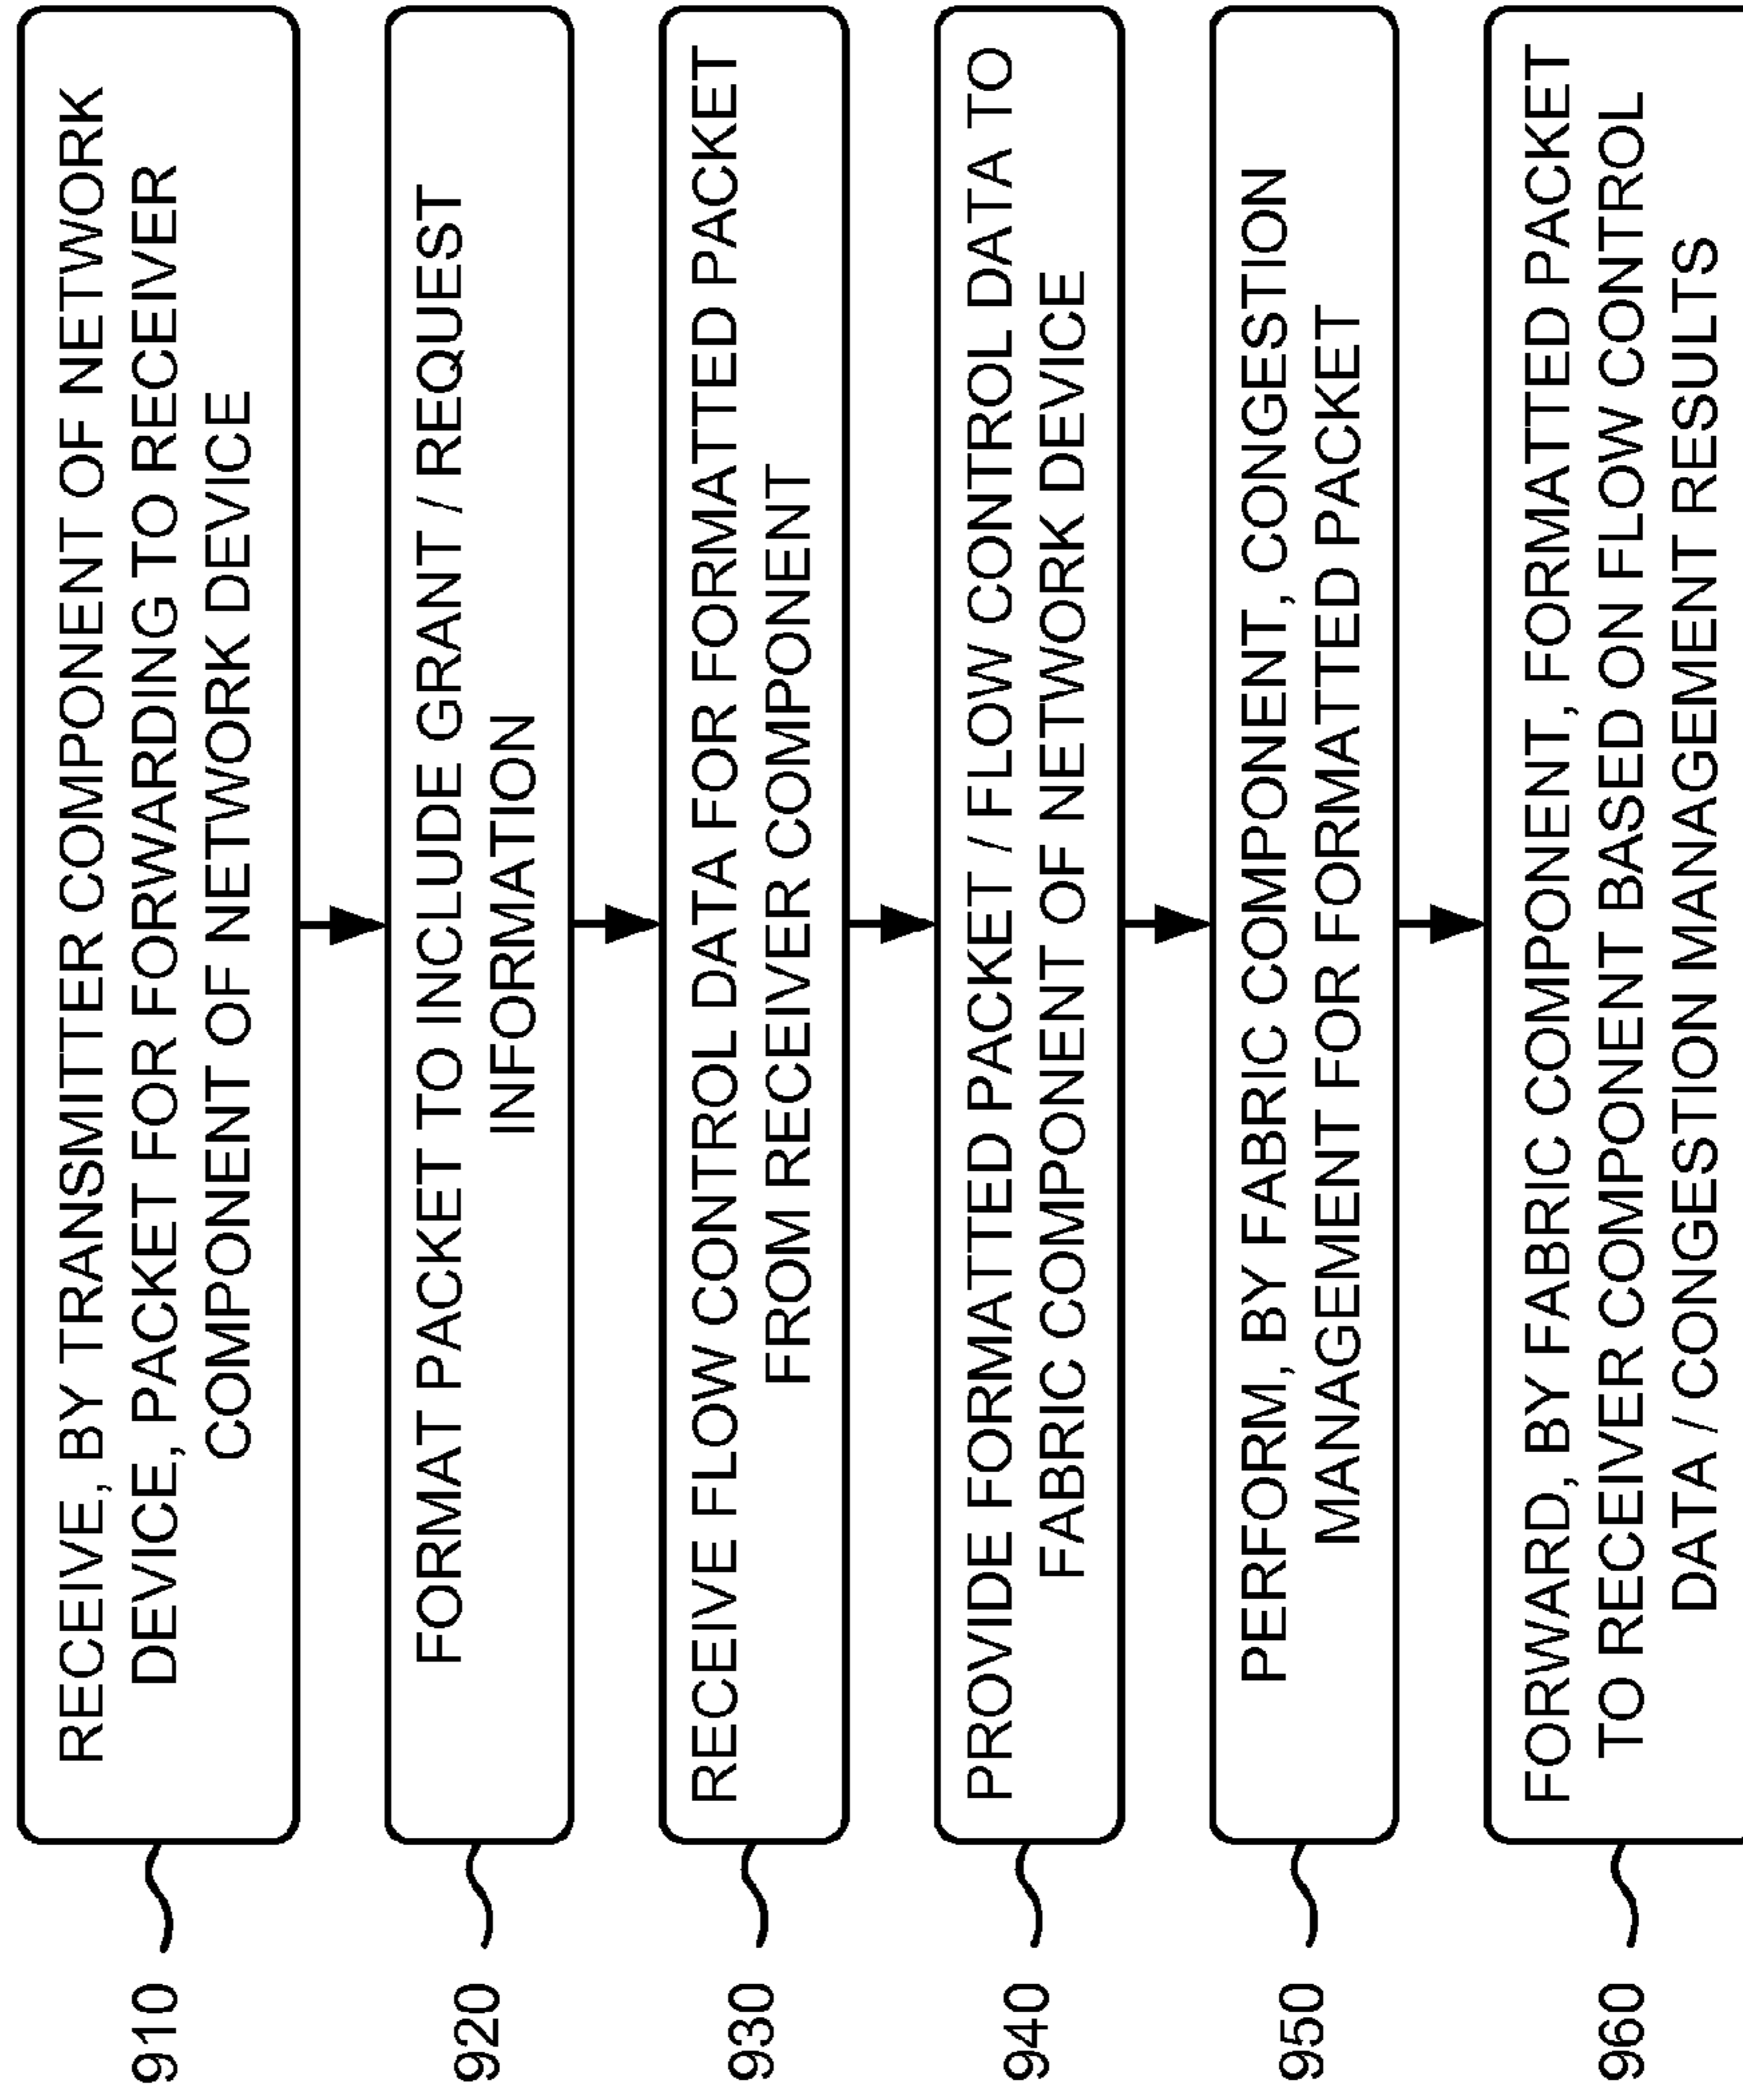 910
RECEIVE, BY TRANSMITTER COMPONENT OF NETWORK
DEVICE, PACKET FOR FORWARDING TO RECEIVER
COMPONENT OF NETWORK DEVICE
920
FORMAT PACKET TO INCLUDE GRANT / REQUEST
INFORMATION
930
RECEIVE FLOW CONTROL DATA FOR FORMATTED PACKET
FROM RECEIVER COMPONENT
940
PROVIDE FORMATTED PACKET / FLOW CONTROL DATA TO
FABRIC COMPONENT OF NETWORK DEVICE
950
PERFORM, BY FABRIC COMPONENT, CONGESTION
MANAGEMENT FOR FORMATTED PACKET
960
FORWARD, BY FABRIC COMPONENT, FORMATTED PACKET
TO RECEIVER COMPONENT BASED ON FLOW CONTROL
DATA / CONGESTION MANAGEMENT RESULTS